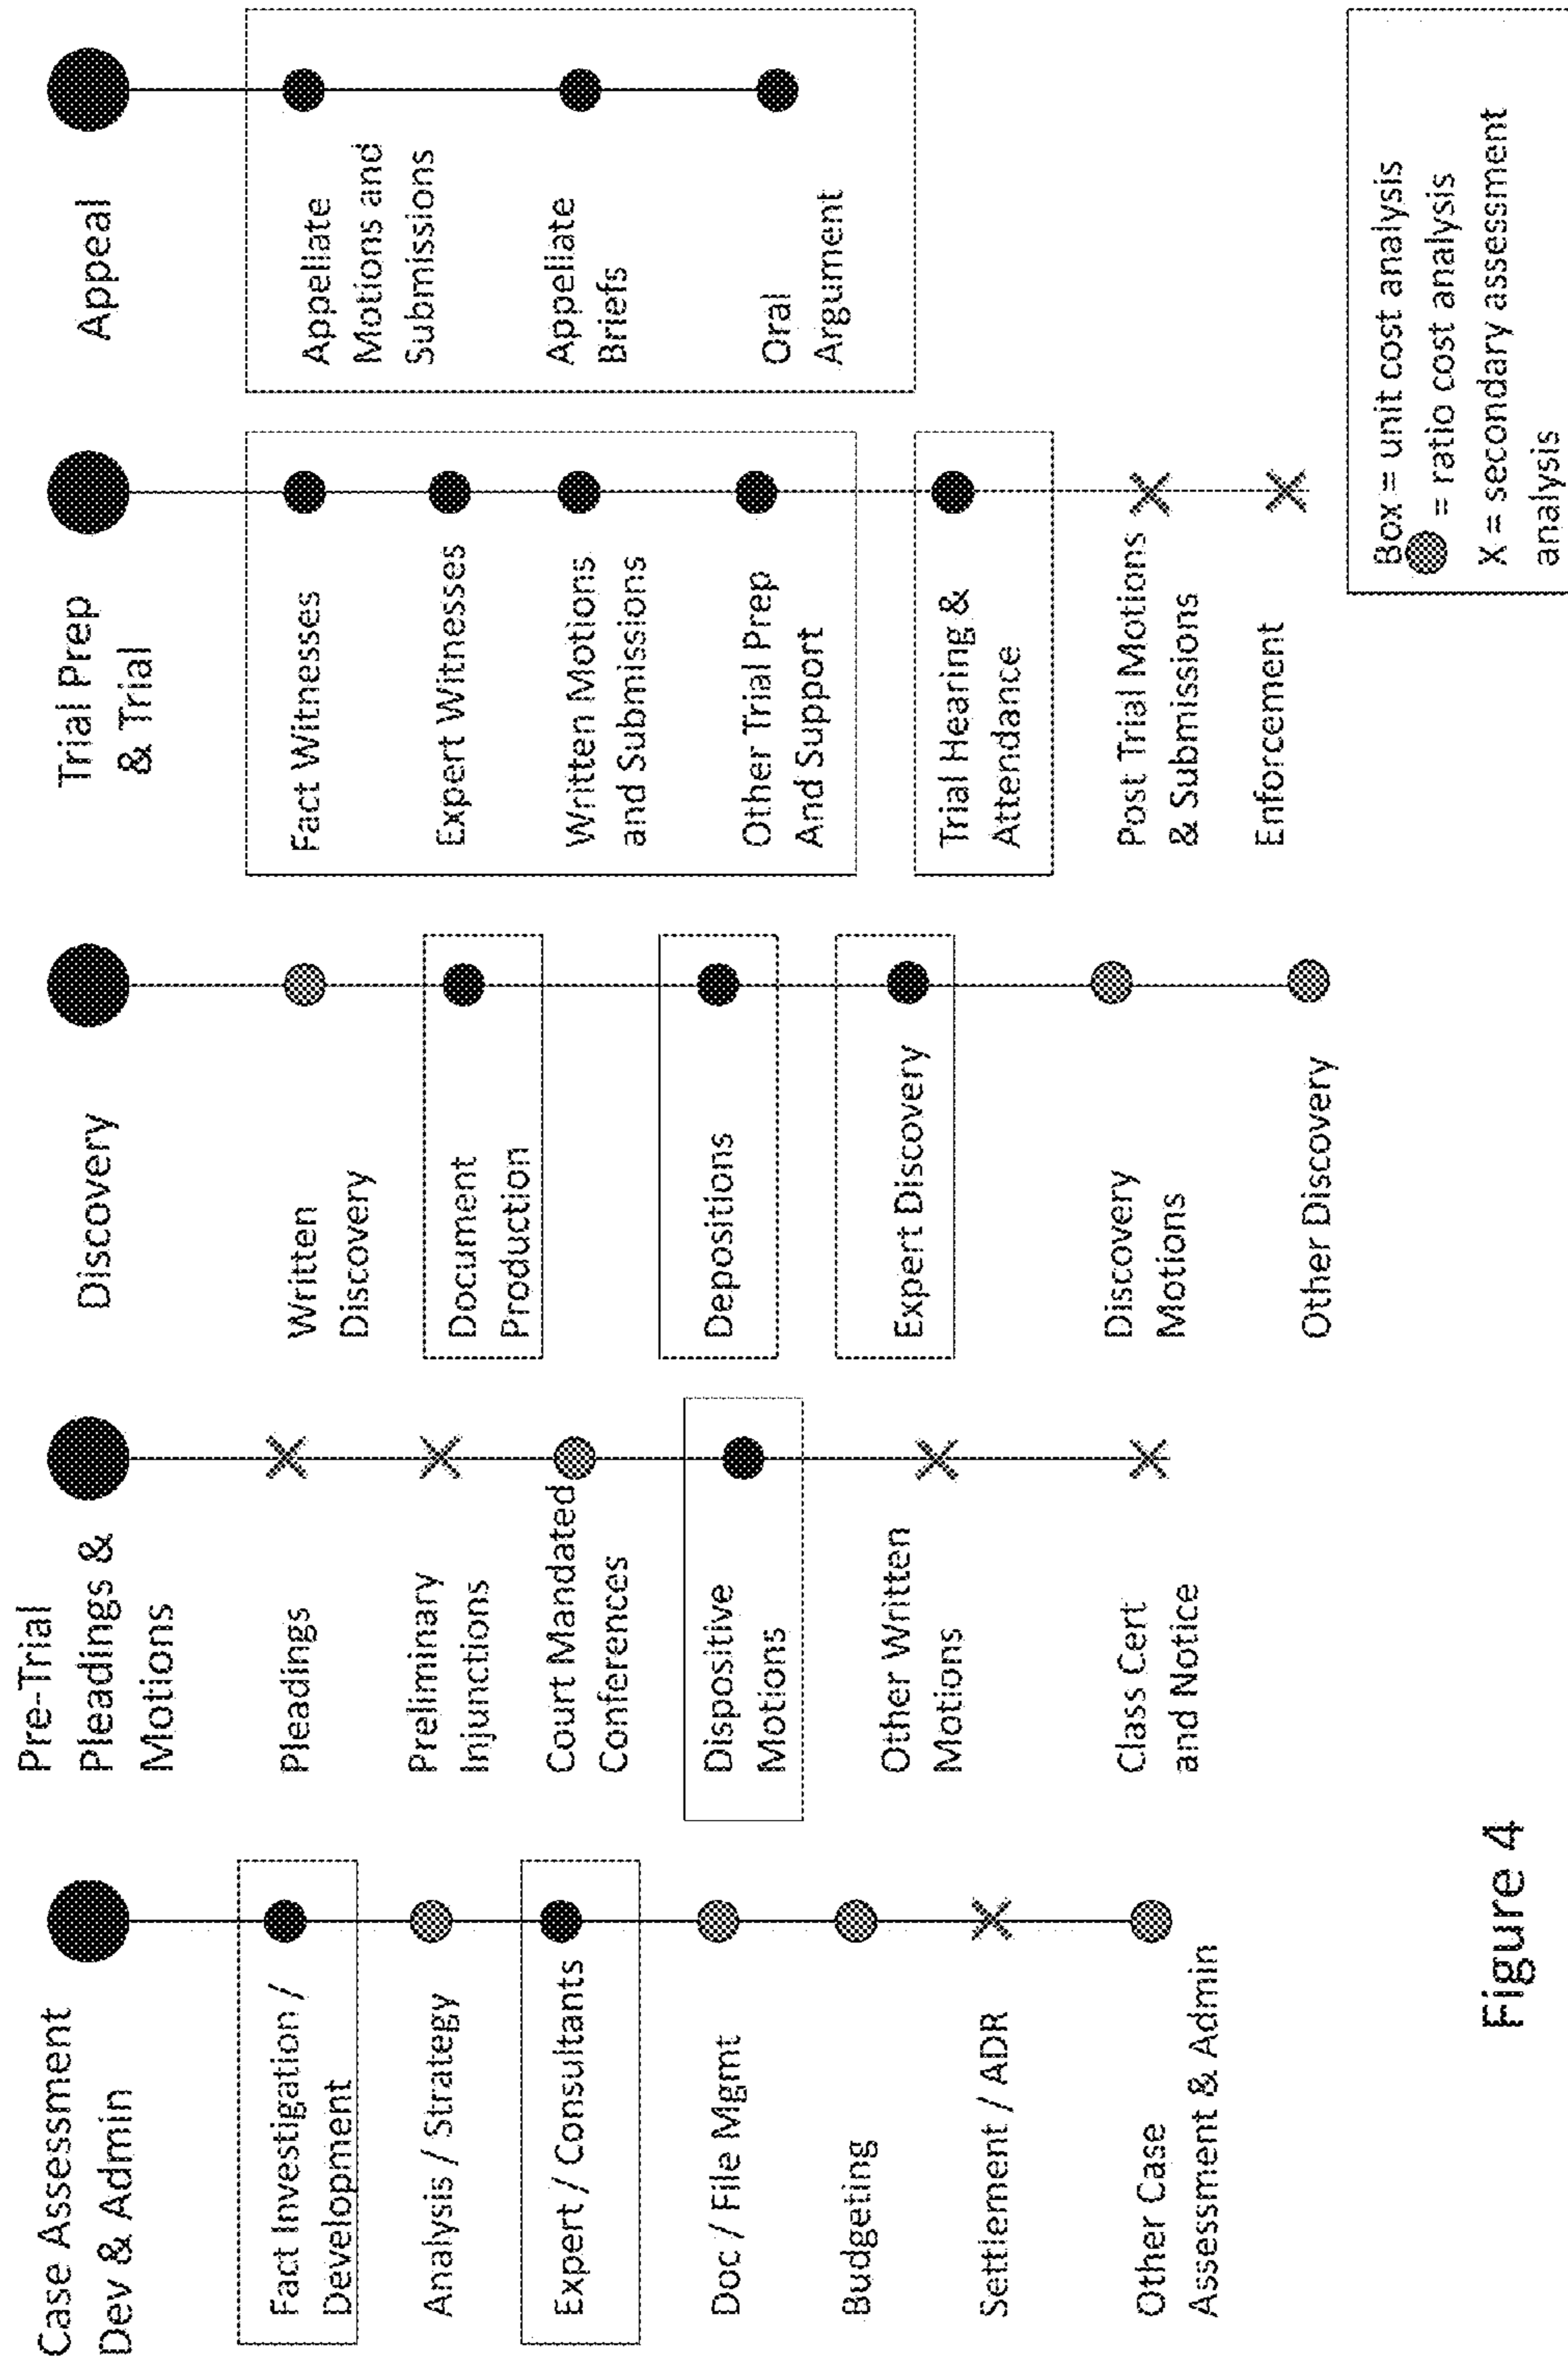 Case Assessment
Dev & Admin
Fact Investigation /
Development
Analysis / Strategy
Expert / Consultants
Doc / File Mgmt
Budgeting
Settlement / ADR
Other Case
Assessment & Admin
Pre-Trial
Pleadings &
Motions
Pleadings
Preliminary
Injunctions
Court Mandated
Conferences
Dispositive
Motions
Other Written
Motions
Class Cert
and Notice
Discovery
Written
Discovery
Document
Production
Depositions
Expert Discovery
Discovery
Motions
Other Discovery
Trial Prep
& Trial
Fact Witnesses
Expert Witnesses
Written Motions
and Submissions
Other Trial Prep
And Support
Trial Hearing &
Attendance
Post Trial Motions
& Submissions
Enforcement
Appeal
Appellate
Motions and
Submissions
Appellate
Briefs
Oral
Argument
Box = unit cost analysis
= ratio cost analysis
X = secondary assessment
analysis
Figure 4